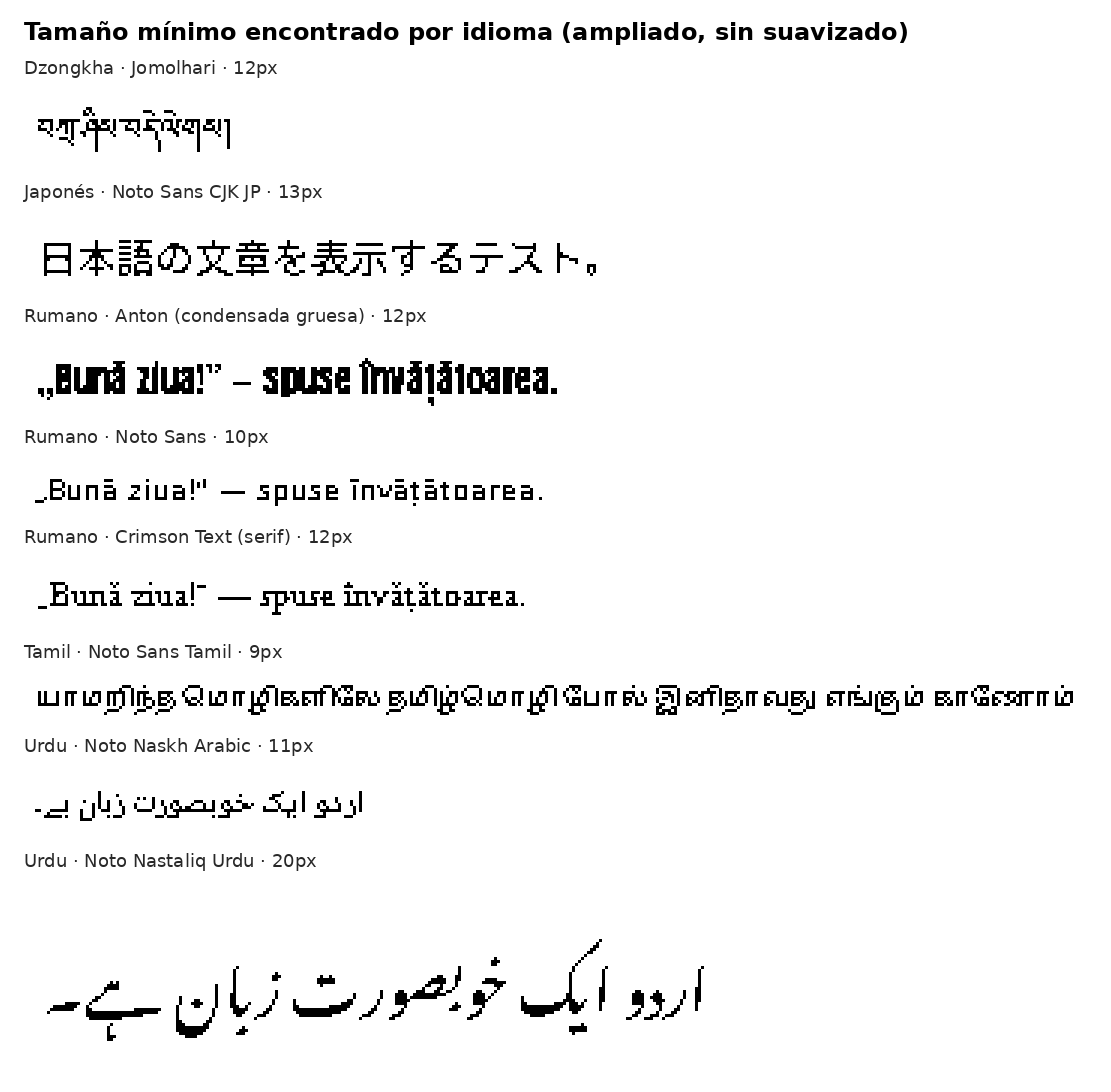 Tamaño mínimo encontrado por idioma (ampliado, sin suavizado)
Dzongkha · Jomolhari · 12px
བཀྲ་ཤིས་བདེ་ལེགས།
Japonés · Noto Sans CJK JP · 13px
日本語の文章を表示するテスト。
Rumano · Anton (condensada gruesa) · 12px
„Bună ziua!” — spuse învățătoarea.
Rumano · Noto Sans · 10px
„Bună ziua!” — spuse învățătoarea.
Rumano · Crimson Text (serif) · 12px
„Bună ziua!” — spuse învățătoarea.
Tamil · Noto Sans Tamil · 9px
யாமறிந்த மொழிகளிலே தமிழ்மொழி போல் இனிதாவது எங்கும் காணோம்
Urdu · Noto Naskh Arabic · 11px
اردو ایک خوبصورت زبان ہے۔
Urdu · Noto Nastaliq Urdu · 20px
اردو ایک خوبصورت زبان ہے۔